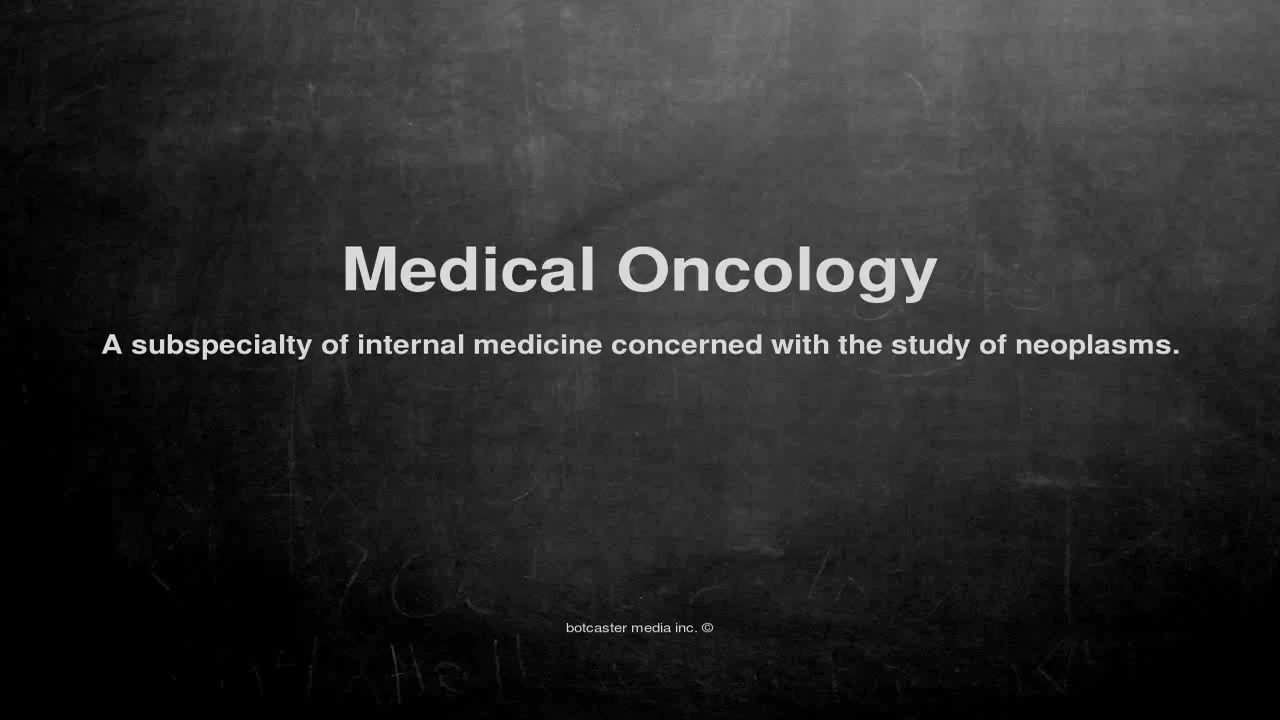 Medical Oncology
A subspecialty of internal medicine concerned with the study of neoplasms.
botcaster media inc. ©